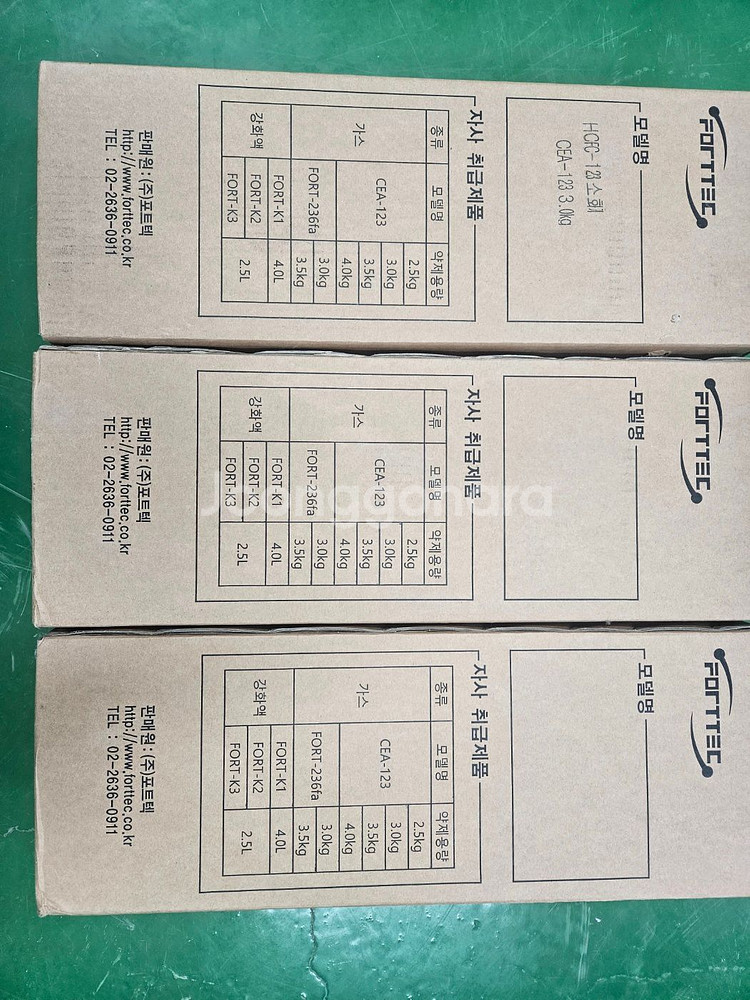 FORTTEC
모델명
HCFC-123
CEA-123 3.0kg
자사 취급제품
종류 모델명 약제용량
가스 CEA-123 2.5kg
3.0kg
3.5kg
4.0kg
FORT-236fa 3.0kg
3.5kg
강화액 FORT-K1 4.0L
FORT-K2 2.5L
FORT-K3
판매원 : (주)포트텍
http://www.forttec.co.kr
TEL : 02-2636-0911
FORTTEC
모델명
자사 취급제품
종류 모델명 약제용량
가스 CEA-123 2.5kg
3.0kg
3.5kg
4.0kg
FORT-236fa 3.0kg
3.5kg
강화액 FORT-K1 4.0L
FORT-K2 2.5L
FORT-K3
판매원 : (주)포트텍
http://www.forttec.co.kr
TEL : 02-2636-0911
Joonggonara
FORTTEC
모델명
자사 취급제품
종류 모델명 약제용량
가스 CEA-123 2.5kg
3.0kg
3.5kg
4.0kg
FORT-236fa 3.0kg
3.5kg
강화액 FORT-K1 4.0L
FORT-K2 2.5L
FORT-K3
판매원 : (주)포트텍
http://www.forttec.co.kr
TEL : 02-2636-0911